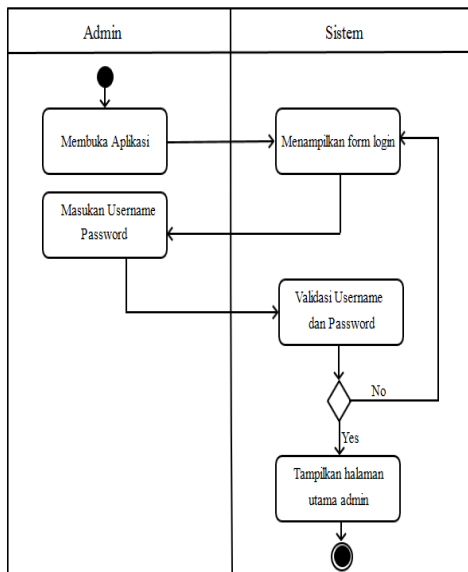 Admin
Sistem
Membuka Aplikasi
Menampilkan form login
Masukan Username
Password
Validasi Username
dan Password
No
Yes
Tampilkan halaman
utama admin